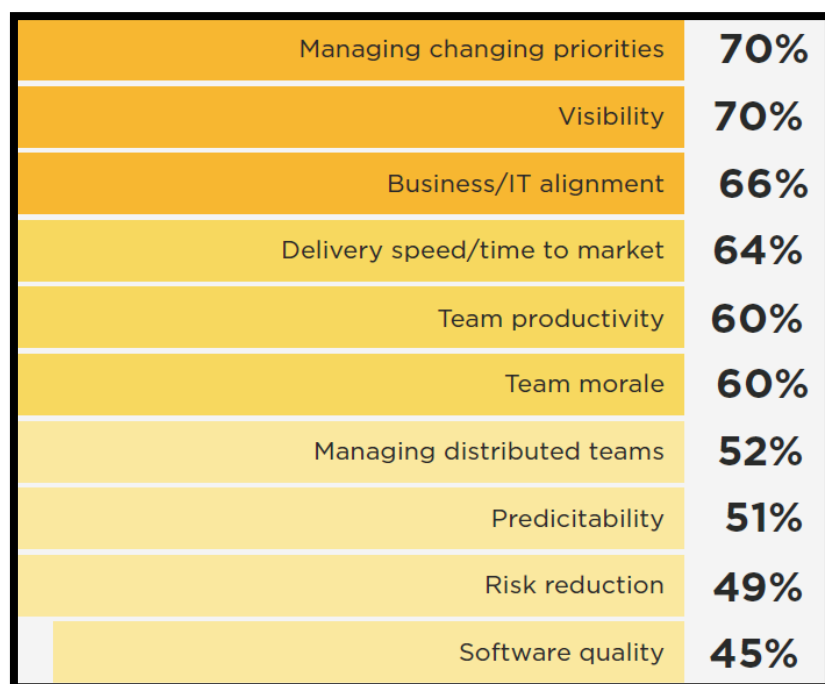 Managing changing priorities 70%
Visibility 70%
Business/IT alignment 66%
Delivery speed/time to market 64%
Team productivity 60%
Team morale 60%
Managing distributed teams 52%
Predicitability 51%
Risk reduction 49%
Software quality 45%